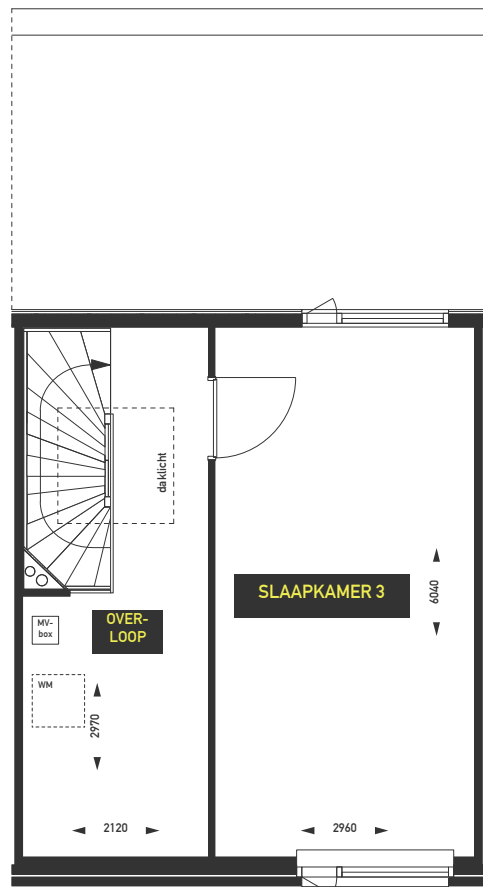 daklicht
SLAAPKAMER 3
6040
MV-
box
OVER-
LOOP
WM
2970
2120
2960